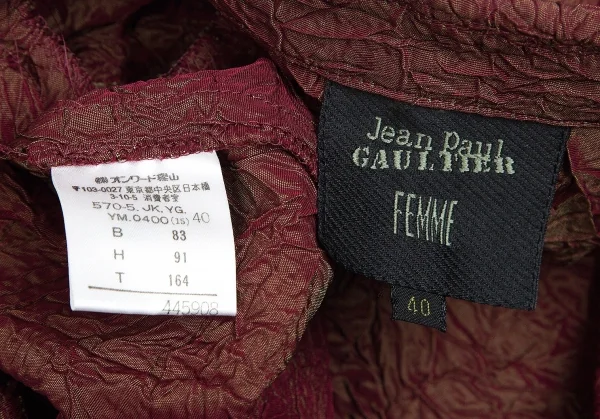 ㈱オンワード樫山
〒103-0027 東京都中央区日本橋
3-10-5 消費者室
570-5. JK. YG.
YM.0400(15) 40
B 83
H 91
T 164
445908
Jean Paul
GAULTIER
FEMME
40